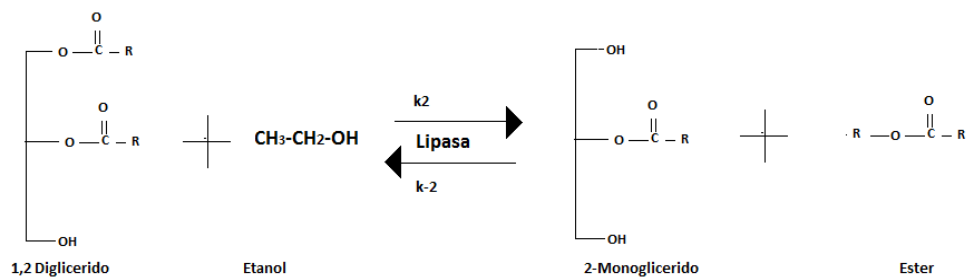 O
O — C – R
O
O — C – R
OH
CH₃-CH2-OH
k2
Lipasa
k-2
OH
O
O — C – R
OH
O
R — O — C – R
1,2 Diglicerido
Etanol
2-Monoglicerido
Ester